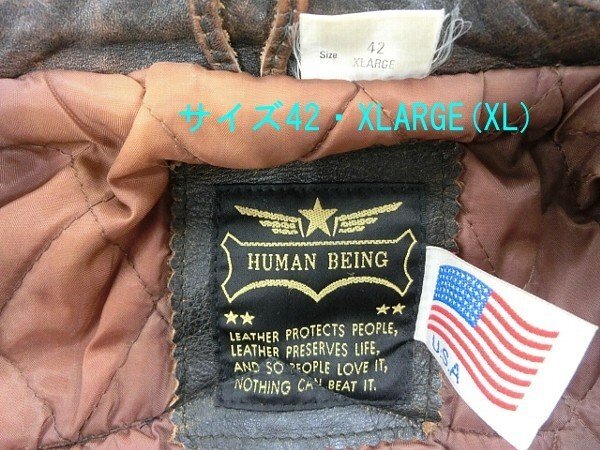 Size 42
XLARGE
サイズ42・XLARGE(XL)
HUMAN BEING
LEATHER PROTECTS PEOPLE,
LEATHER PRESERVES LIFE,
AND SO PEOPLE LOVE IT,
NOTHING CAN BEAT IT.
USA